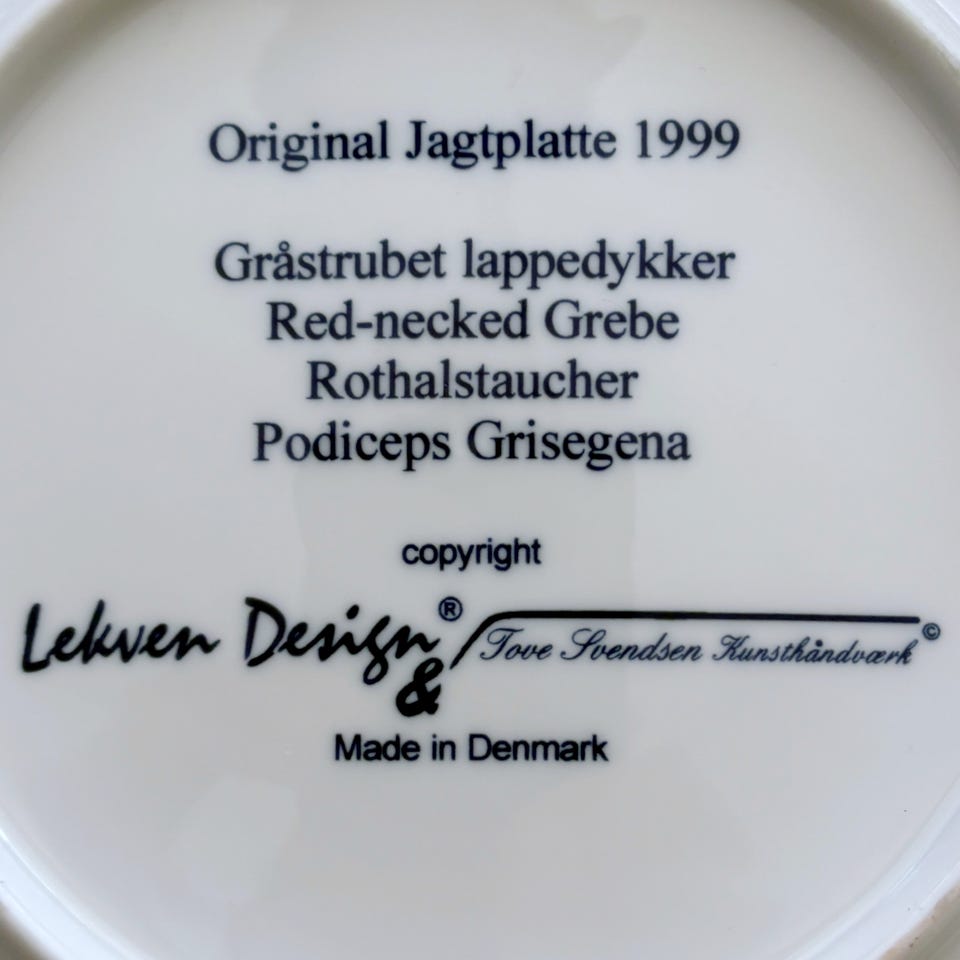 Original Jagtplatte 1999
Gråstrubet lappedykker
Red-necked Grebe
Rothalstaucher
Podiceps Grisegena
copyright
Lekven Design® & Tove Svendsen Kunsthåndværk©
Made in Denmark